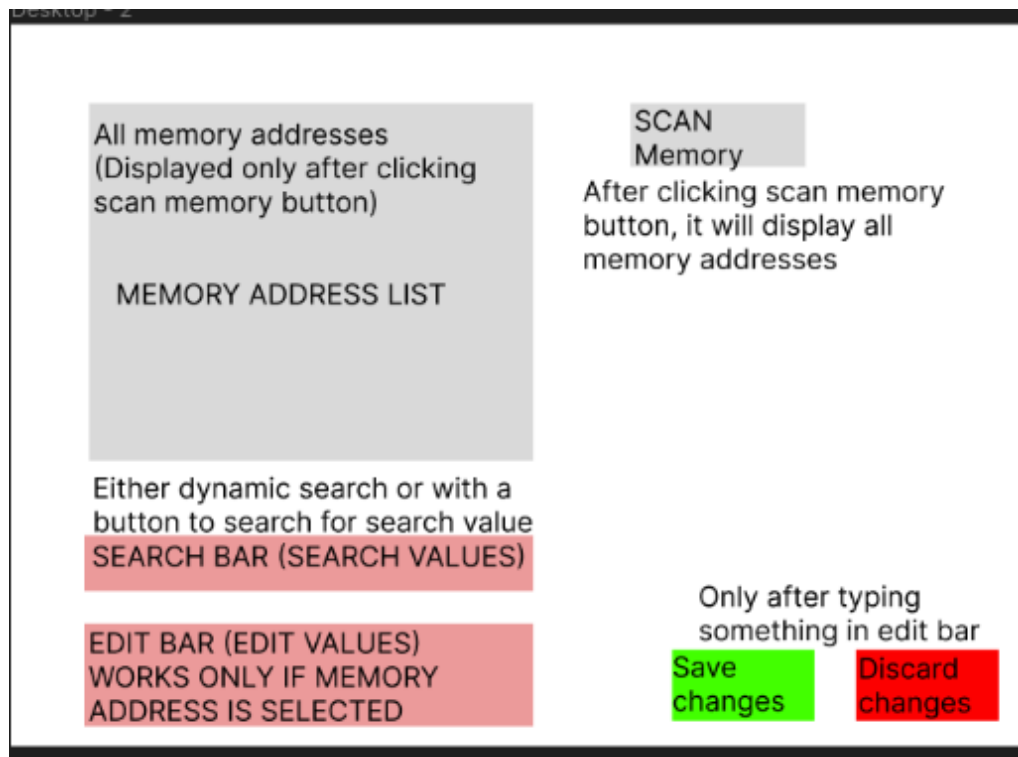 Desktop - 2
All memory addresses
(Displayed only after clicking
scan memory button)
MEMORY ADDRESS LIST
SCAN
Memory
After clicking scan memory
button, it will display all
memory addresses
Either dynamic search or with a
button to search for search value
SEARCH BAR (SEARCH VALUES)
EDIT BAR (EDIT VALUES)
WORKS ONLY IF MEMORY
ADDRESS IS SELECTED
Only after typing
something in edit bar
Save
changes
Discard
changes